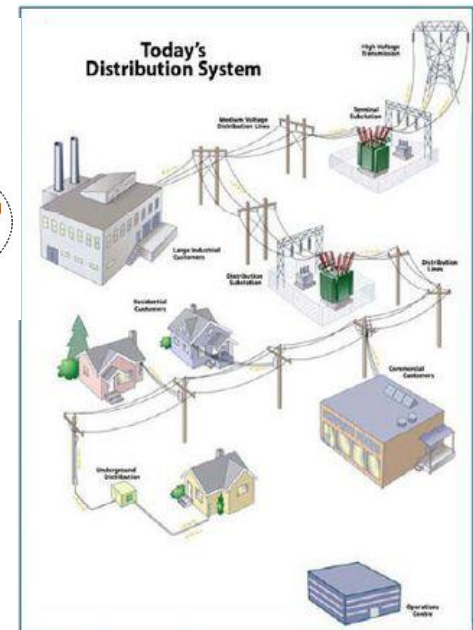 Today's
Distribution System
High Voltage
Transmission
Terminal
Substation
Medium Voltage
Distribution Lines
Large Industrial
Customers
Distribution
Substation
Distribution
Lines
Residential
Customers
Commercial
Customers
Underground
Distribution
Operations
Centre